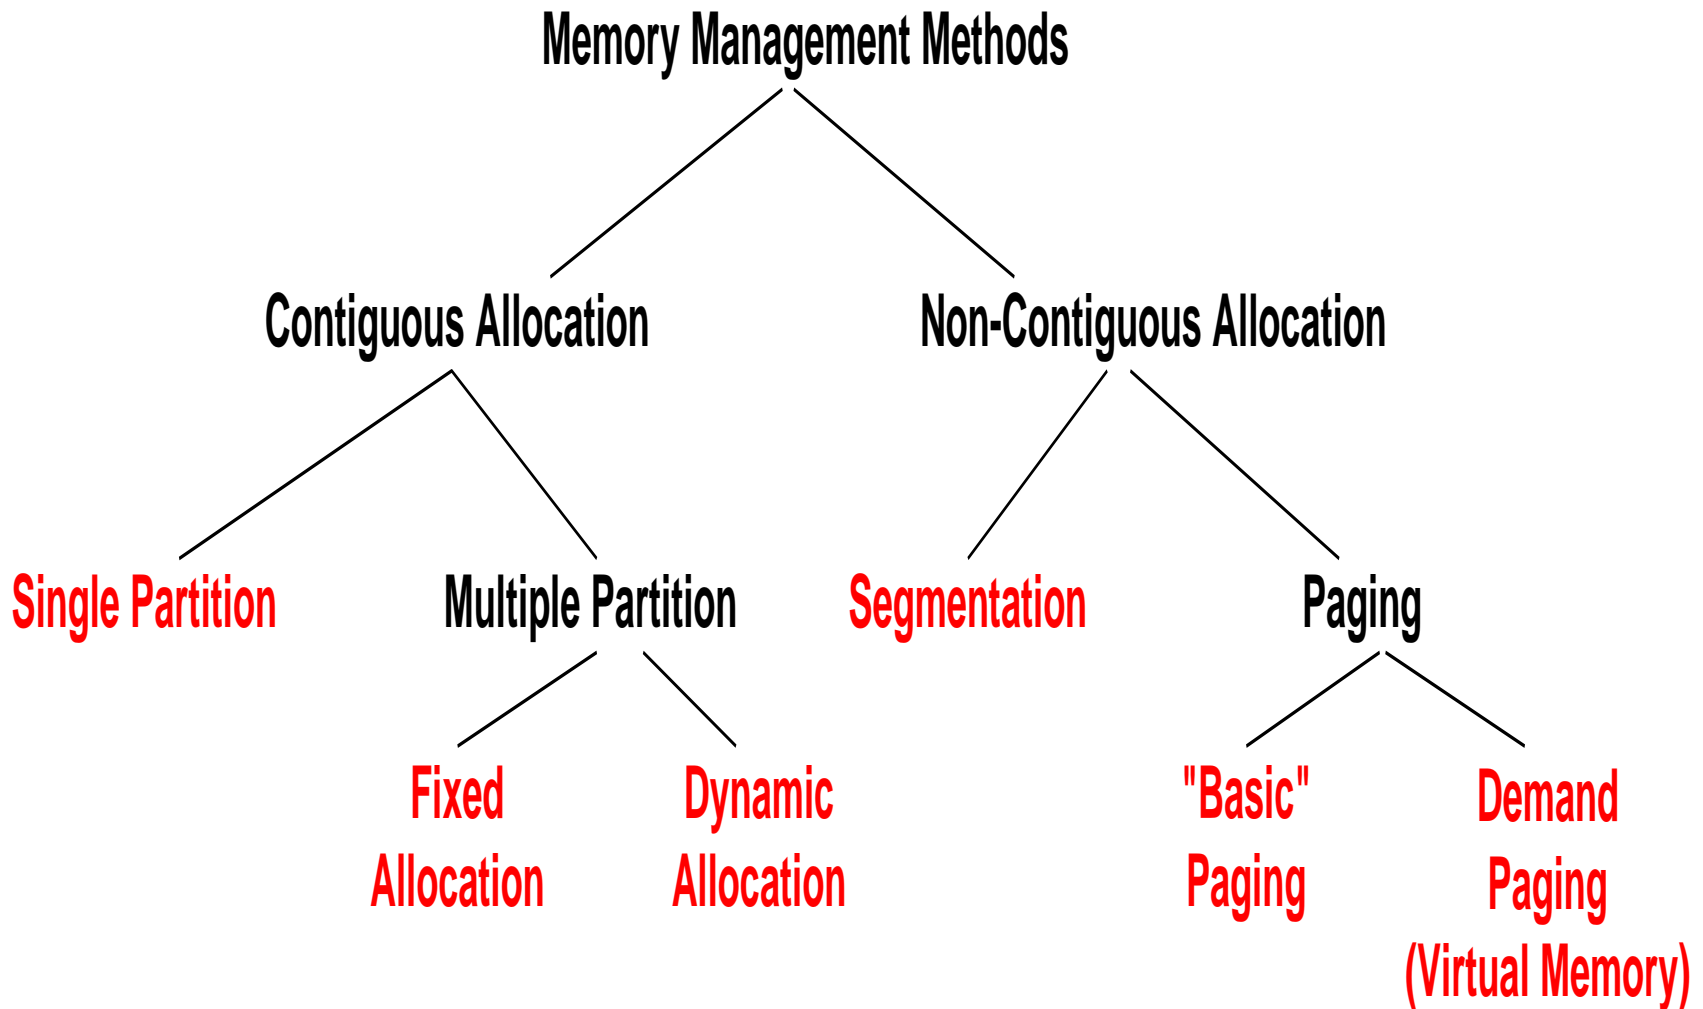 Memory Management Methods
Contiguous Allocation
Non-Contiguous Allocation
Single Partition
Multiple Partition
Segmentation
Paging
Fixed
Allocation
Dynamic
Allocation
"Basic"
Paging
Demand
Paging
(Virtual Memory)